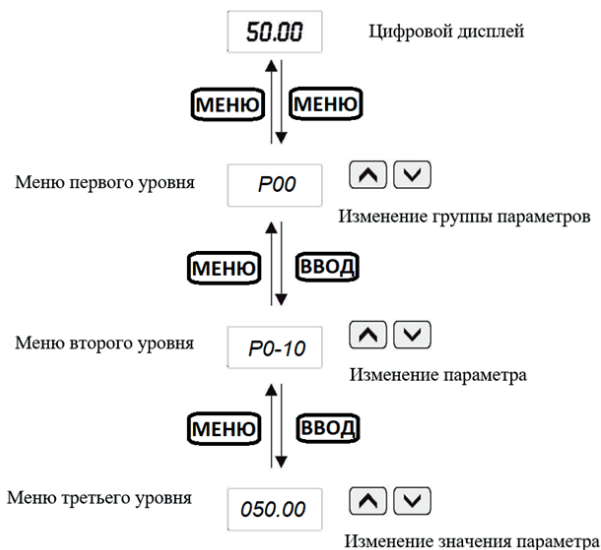 50.00 Цифровой дисплей
МЕНЮ МЕНЮ
Меню первого уровня P00
Изменение группы параметров
МЕНЮ ВВОД
Меню второго уровня P0-10
Изменение параметра
МЕНЮ ВВОД
Меню третьего уровня 050.00
Изменение значения параметра